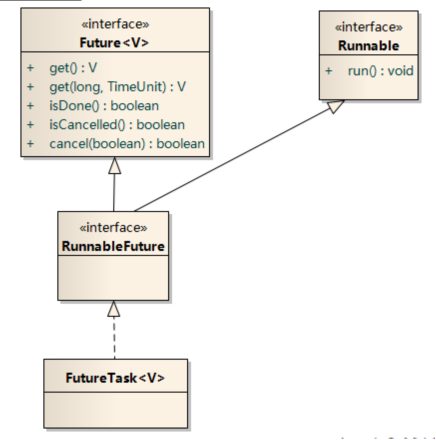 «interface»
Future<V>
+ get() : V
+ get(long, TimeUnit) : V
+ isDone() : boolean
+ isCancelled() : boolean
+ cancel(boolean) : boolean
«interface»
Runnable
+ run() : void
«interface»
RunnableFuture
FutureTask<V>